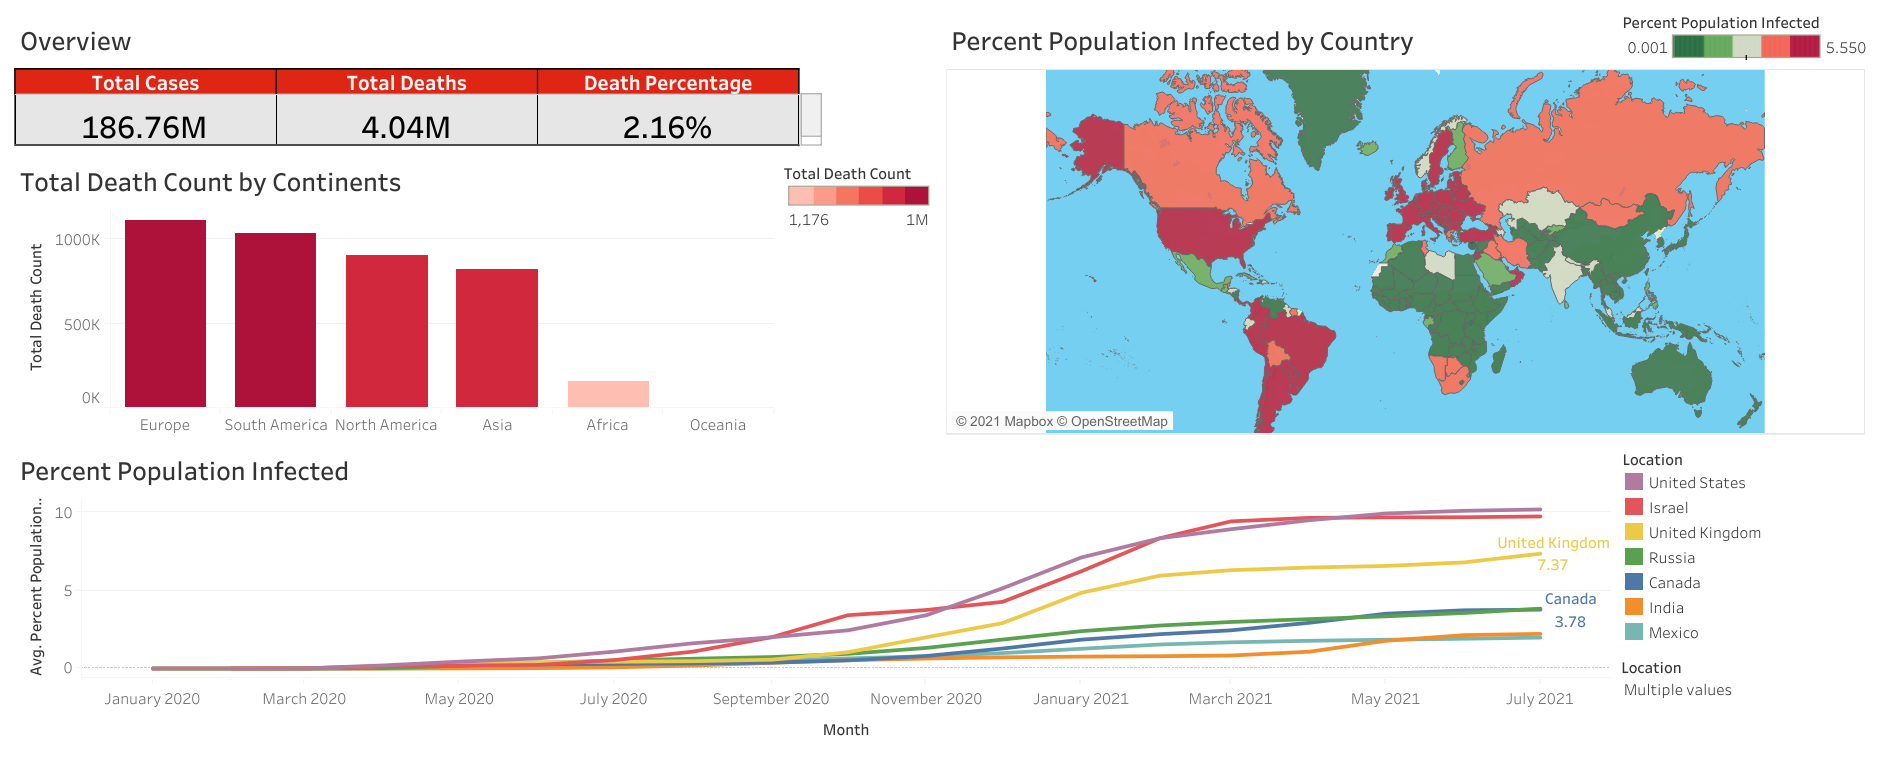 Overview
Total Cases Total Deaths Death Percentage
186.76M 4.04M 2.16%
Total Death Count by Continents
Total Death Count
1,176 1M
Total Death Count
1000K
500K
0K
Europe South America North America Asia Africa Oceania
Percent Population Infected by Country
Percent Population Infected
0.001 5.550
© 2021 Mapbox © OpenStreetMap
Percent Population Infected
Avg. Percent Population..
10
5
0
United Kingdom
7.37
Canada
3.78
January 2020 March 2020 May 2020 July 2020 September 2020 November 2020 January 2021 March 2021 May 2021 July 2021
Month
Location
United States
Israel
United Kingdom
Russia
Canada
India
Mexico
Location
Multiple values